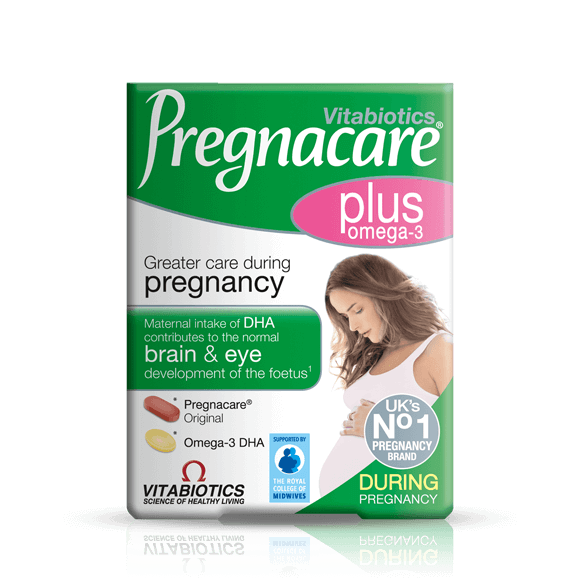 Vitabiotics
Pregnacare®
plus
omega-3
Greater care during
pregnancy
Maternal intake of DHA
contributes to the normal
brain & eye
development of the foetus¹
* Pregnacare®
Original
* Omega-3 DHA
SUPPORTED BY
THE ROYAL
COLLEGE OF
MIDWIVES
UK's
No1
PREGNANCY
BRAND
VITABIOTICS
SCIENCE OF HEALTHY LIVING
DURING
PREGNANCY